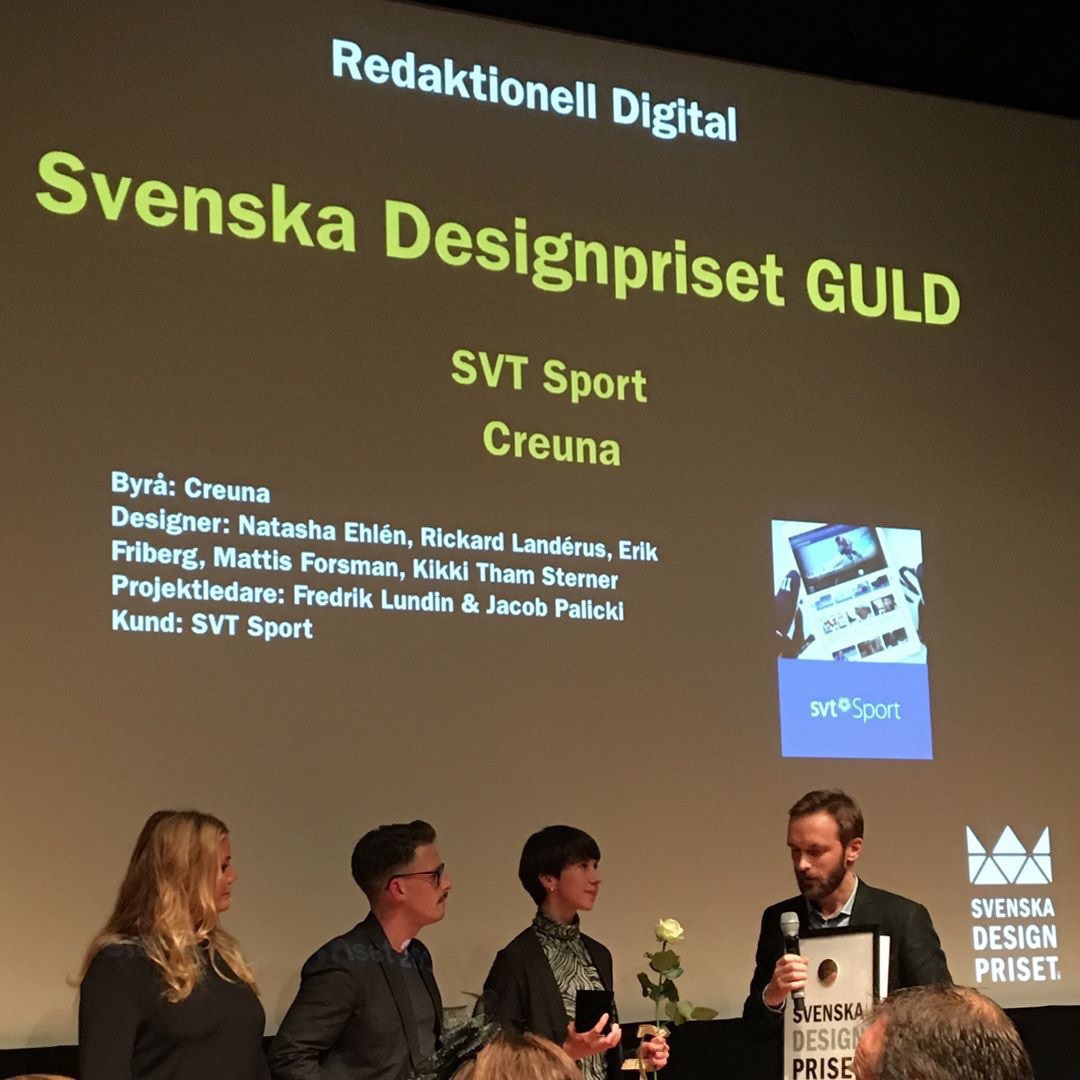 Redaktionell Digital
Svenska Designpriset GULD
SVT Sport
Creuna
Byrå: Creuna
Designer: Natasha Ehlén, Rickard Landérus, Erik
Friberg, Mattis Forsman, Kikki Tham Sterner
Projektledare: Fredrik Lundin & Jacob Palicki
Kund: SVT Sport
svt Sport
SVENSKA
DESIGN
PRISET
SVENSKA
DESIGN
PRISE